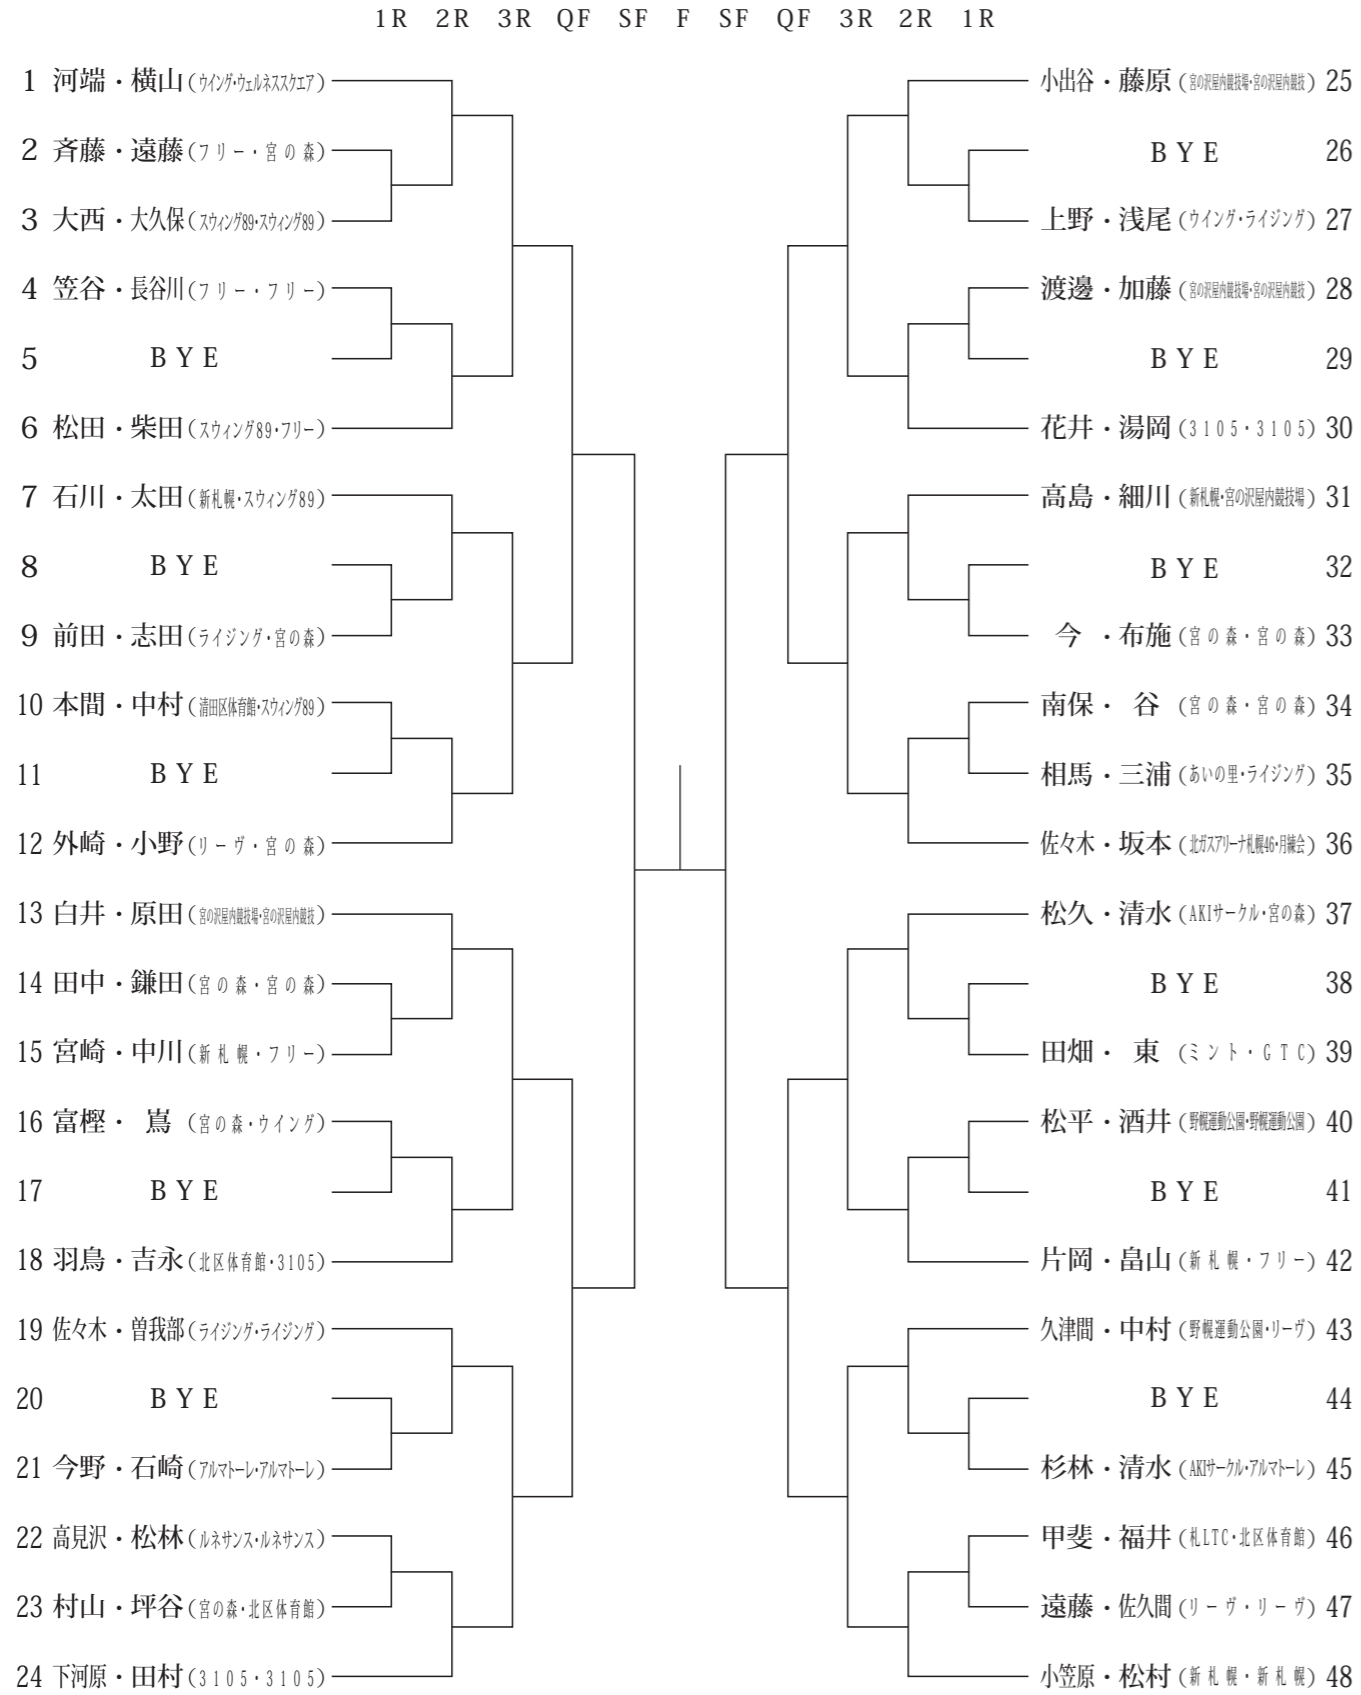 1R 2R 3R QF SF F SF QF 3R 2R 1R
1 河端・横山(ウイング・ウェルネススクエア)
2 斉藤・遠藤(フリー・宮の森)
3 大西・大久保(スウィング89・スウィング89)
4 笠谷・長谷川(フリー・フリー)
5 BYE
6 松田・柴田(スウィング89・フリー)
7 石川・太田(新札幌・スウィング89)
8 BYE
9 前田・志田(ライジング・宮の森)
10 本間・中村(清田区体育館・スウィング89)
11 BYE
12 外崎・小野(リーヴ・宮の森)
13 白井・原田(宮の沢屋内競技場・宮の沢屋内競技)
14 田中・鎌田(宮の森・宮の森)
15 宮崎・中川(新札幌・フリー)
16 富樫・嶌(宮の森・ウイング)
17 BYE
18 羽鳥・吉永(北区体育館・3105)
19 佐々木・曽我部(ライジング・ライジング)
20 BYE
21 今野・石崎(アルマトーレ・アルマトーレ)
22 高見沢・松林(ルネサンス・ルネサンス)
23 村山・坪谷(宮の森・北区体育館)
24 下河原・田村(3105・3105)
小出谷・藤原(宮の沢屋内競技場・宮の沢屋内競技) 25
BYE 26
上野・浅尾(ウイング・ライジング) 27
渡邊・加藤(宮の沢屋内競技場・宮の沢屋内競技) 28
BYE 29
花井・湯岡(3105・3105) 30
高島・細川(新札幌・宮の沢屋内競技場) 31
BYE 32
今・布施(宮の森・宮の森) 33
南保・谷(宮の森・宮の森) 34
相馬・三浦(あいの里・ライジング) 35
佐々木・坂本(北ガスアリーナ札幌46・月練会) 36
松久・清水(AKIサークル・宮の森) 37
BYE 38
田畑・東(ミント・GTC) 39
松平・酒井(野幌運動公園・野幌運動公園) 40
BYE 41
片岡・畠山(新札幌・フリー) 42
久津間・中村(野幌運動公園・リーヴ) 43
BYE 44
杉林・清水(AKIサークル・アルマトーレ) 45
甲斐・福井(札LTC・北区体育館) 46
遠藤・佐久間(リーヴ・リーヴ) 47
小笠原・松村(新札幌・新札幌) 48